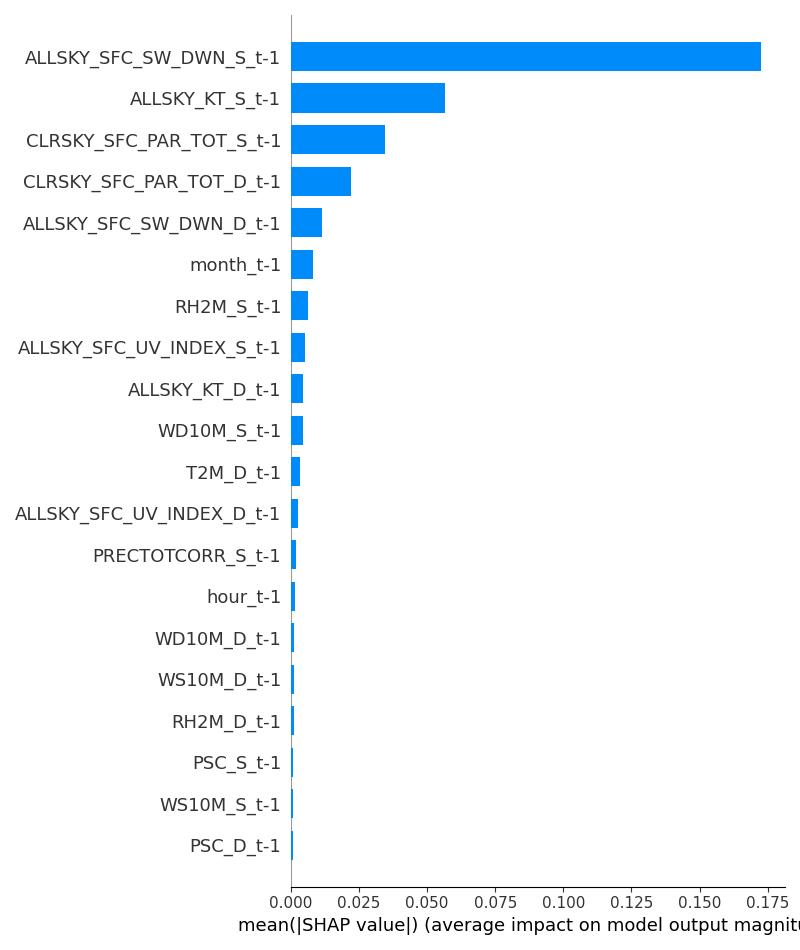 ALLSKY_SFC_SW_DWN_S_t-1
ALLSKY_KT_S_t-1
CLRSKY_SFC_PAR_TOT_S_t-1
CLRSKY_SFC_PAR_TOT_D_t-1
ALLSKY_SFC_SW_DWN_D_t-1
month_t-1
RH2M_S_t-1
ALLSKY_SFC_UV_INDEX_S_t-1
ALLSKY_KT_D_t-1
WD10M_S_t-1
T2M_D_t-1
ALLSKY_SFC_UV_INDEX_D_t-1
PRECTOTCORR_S_t-1
hour_t-1
WD10M_D_t-1
WS10M_D_t-1
RH2M_D_t-1
PSC_S_t-1
WS10M_S_t-1
PSC_D_t-1
0.000 0.025 0.050 0.075 0.100 0.125 0.150 0.175
mean(|SHAP value|) (average impact on model output magnitu